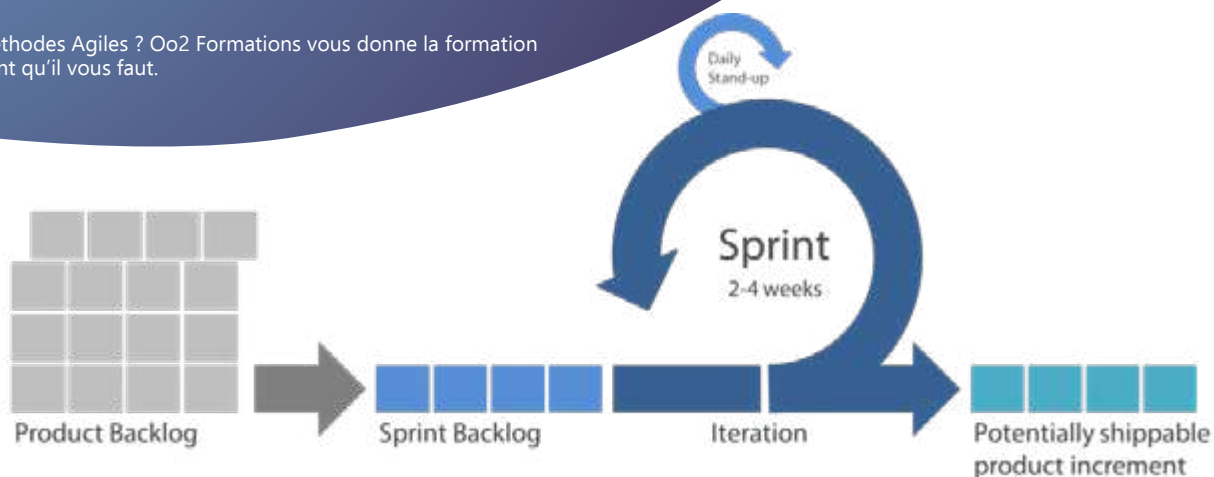 thodes Agiles ? Oo2 Formations vous donne la formation
nt qu’il vous faut.
Daily
Stand-up
Sprint
2-4 weeks
Product Backlog
Sprint Backlog
Iteration
Potentially shippable
product increment